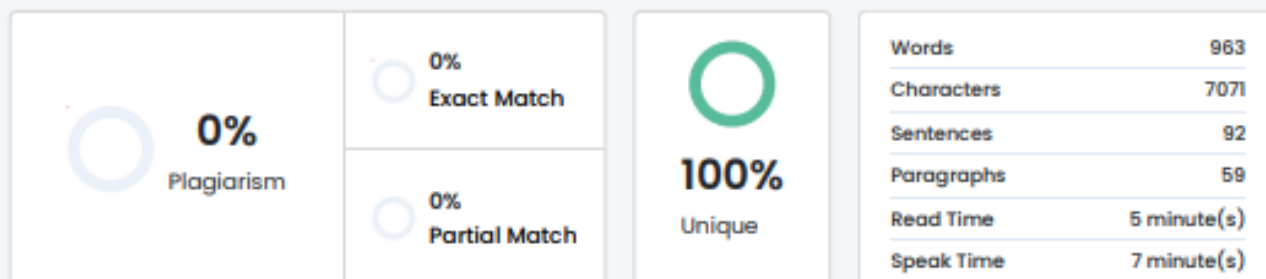 0%
Plagiarism
0%
Exact Match
0%
Partial Match
100%
Unique
Words 963
Characters 7071
Sentences 92
Paragraphs 59
Read Time 5 minute(s)
Speak Time 7 minute(s)